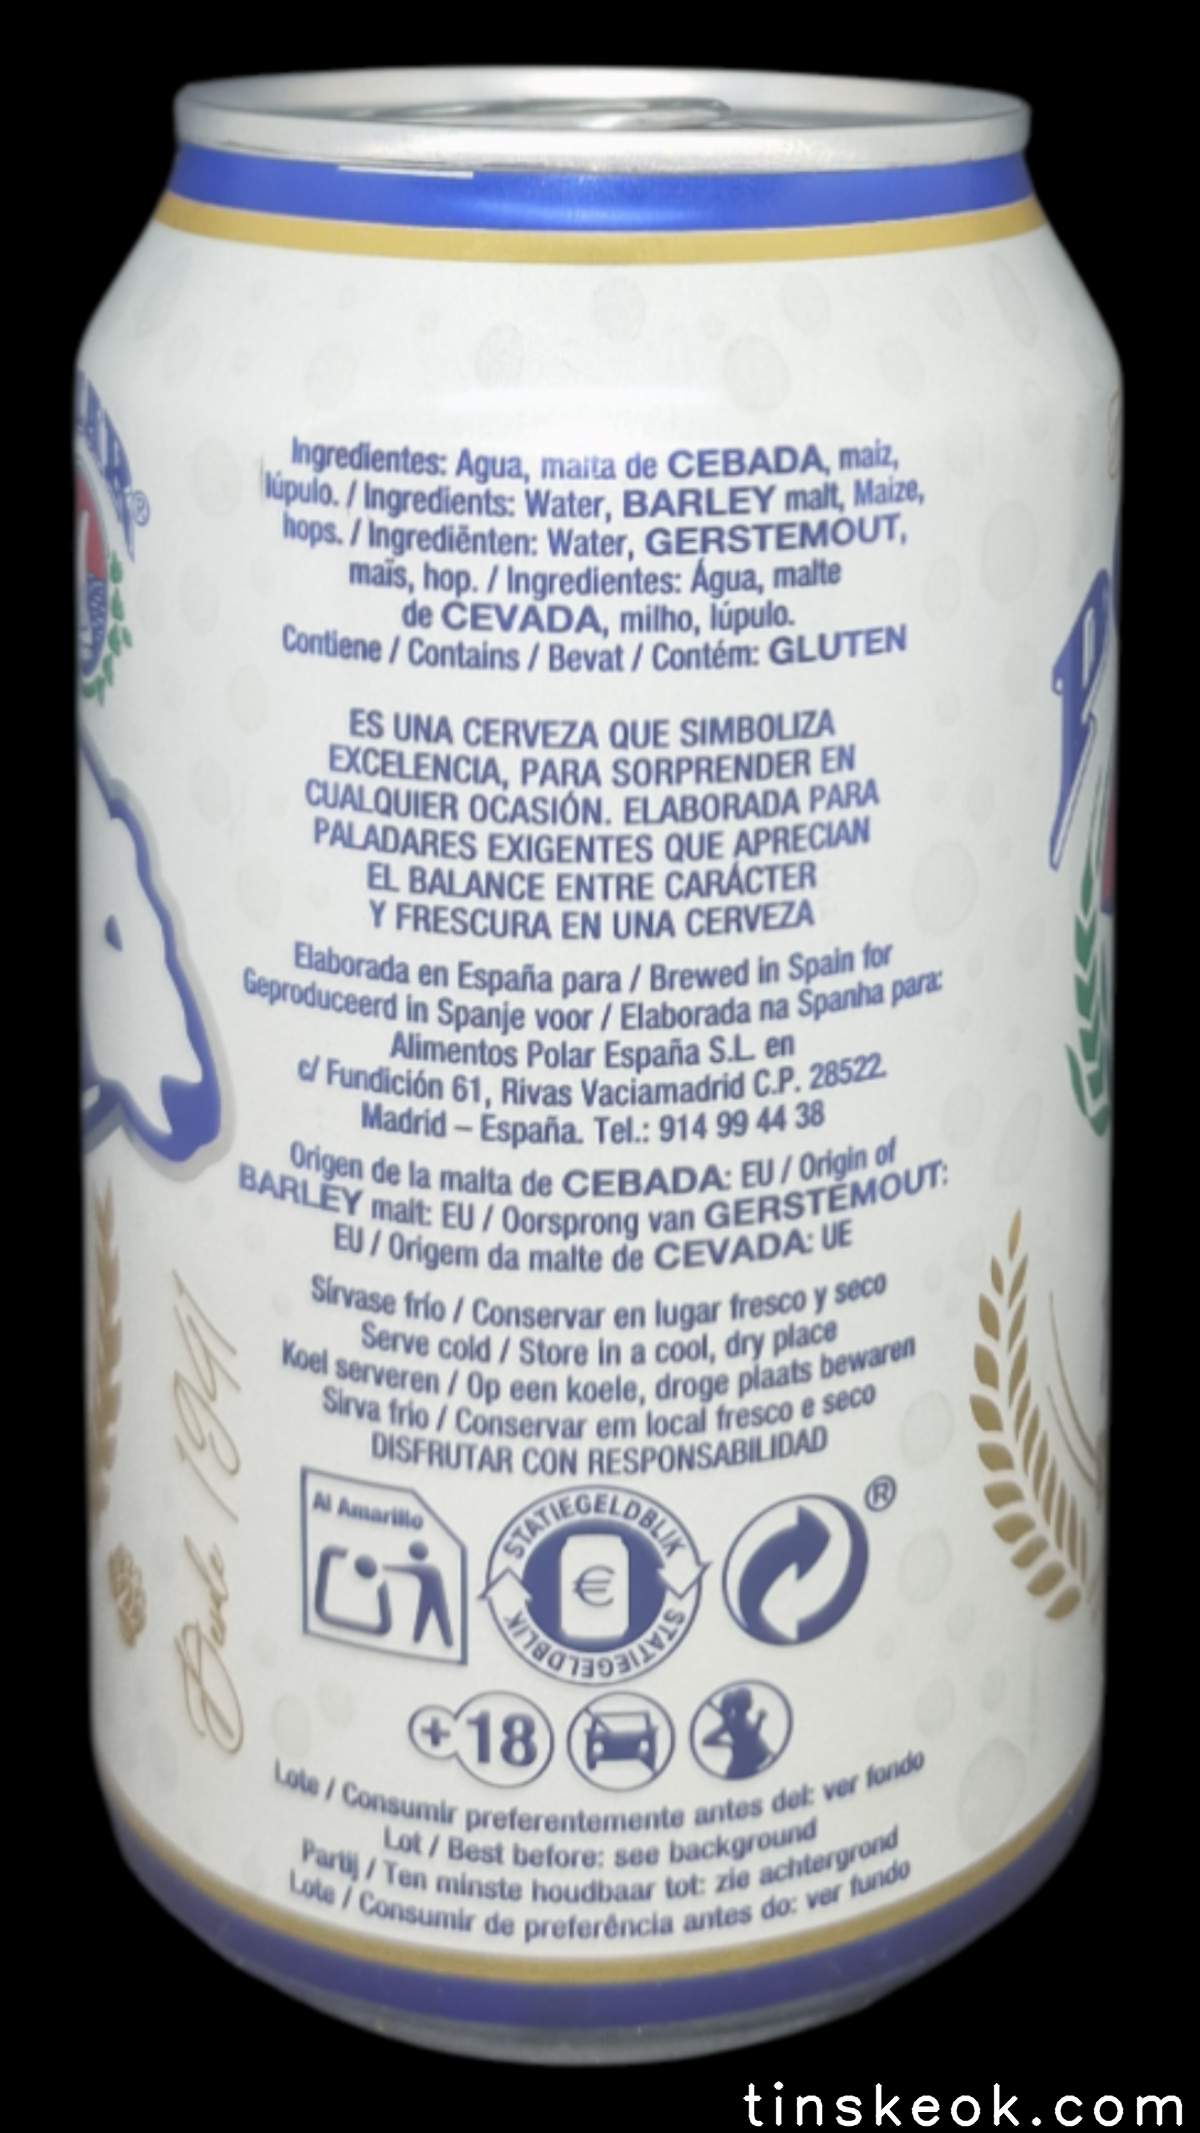 Ingredientes: Agua, malta de CEBADA, maiz,
lúpulo. / Ingredients: Water, BARLEY malt, Maize,
hops. / Ingrediënten: Water, GERSTEMOUT,
maïs, hop. / Ingredientes: Água, malte
de CEVADA, milho, lúpulo.
Contiene / Contains / Bevat / Contém: GLUTEN
ES UNA CERVEZA QUE SIMBOLIZA
EXCELENCIA, PARA SORPRENDER EN
CUALQUIER OCASIÓN. ELABORADA PARA
PALADARES EXIGENTES QUE APRECIAN
EL BALANCE ENTRE CARÁCTER
Y FRESCURA EN UNA CERVEZA
Elaborada en España para / Brewed in Spain for
Geproduceerd in Spanje voor / Elaborada na Spanha para:
Alimentos Polar España S.L. en
c/ Fundición 61, Rivas Vaciamadrid C.P. 28522.
Madrid – España. Tel.: 914 99 44 38
Origen de la malta de CEBADA: EU / Origin of
BARLEY malt: EU / Oorsprong van GERSTEMOUT:
EU / Origem da malte de CEVADA: UE
Sírvase frío / Conservar en lugar fresco y seco
Serve cold / Store in a cool, dry place
Koel serveren / Op een koele, droge plaats bewaren
Sirva frio / Conservar em local fresco e seco
DISFRUTAR CON RESPONSABILIDAD
Al Amarillo
STATIEGELDBLIK
€
STATIEGELDBLIK
®
+18
Lote / Consumir preferentemente antes del: ver fondo
Lot / Best before: see background
Partij / Ten minste houdbaar tot: zie achtergrond
Lote / Consumir de preferência antes do: ver fundo
®
Desde 1941
tinskeok.com